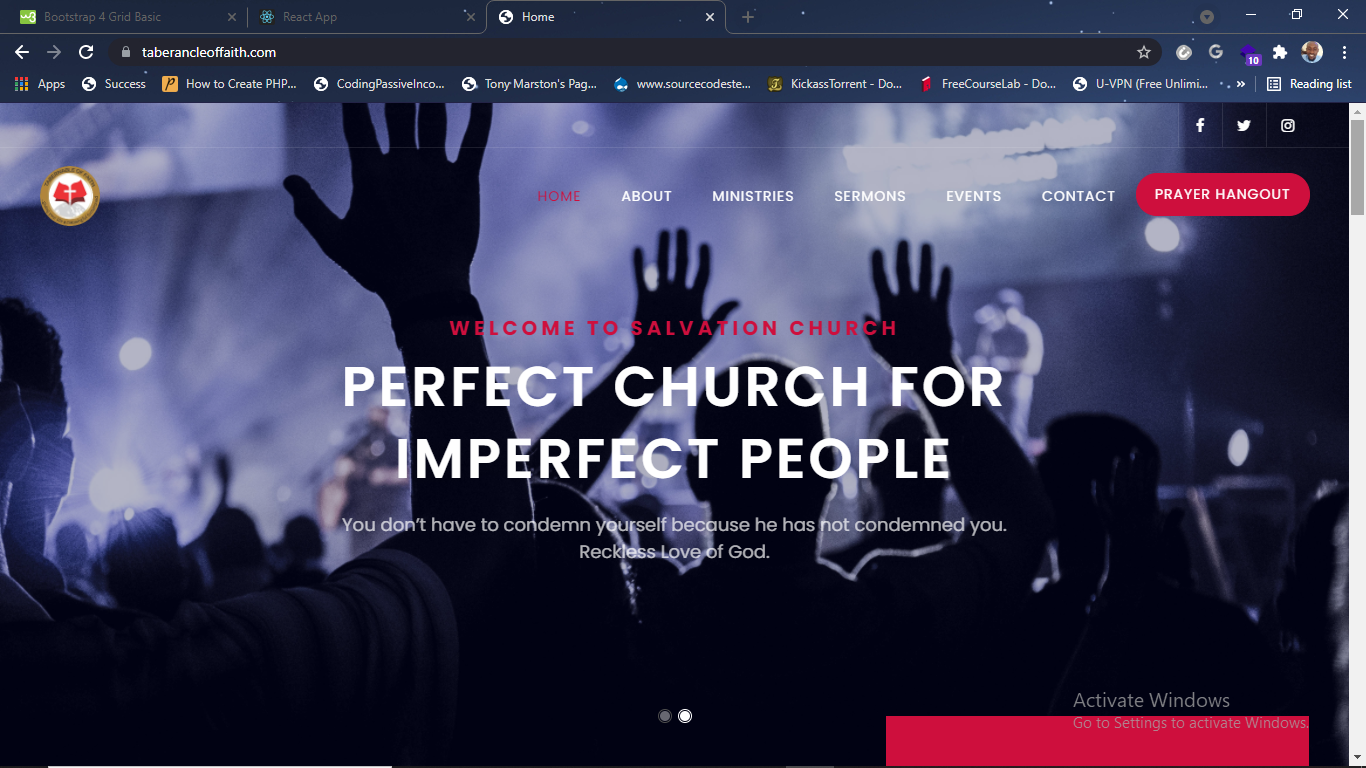 Bootstrap 4 Grid Basic
React App
Home
taberancleoffaith.com
10
Apps
Success
How to Create PHP...
CodingPassiveInco...
Tony Marston's Pag...
www.sourcecodeste...
KickassTorrent - Do...
FreeCourseLab - Do...
U-VPN (Free Unlimi...
»
Reading list
HOME
ABOUT
MINISTRIES
SERMONS
EVENTS
CONTACT
PRAYER HANGOUT
WELCOME TO SALVATION CHURCH
PERFECT CHURCH FOR
IMPERFECT PEOPLE
You don't have to condemn yourself because he has not condemned you.
Reckless Love of God.
Activate Windows
Go to Settings to activate Windows.